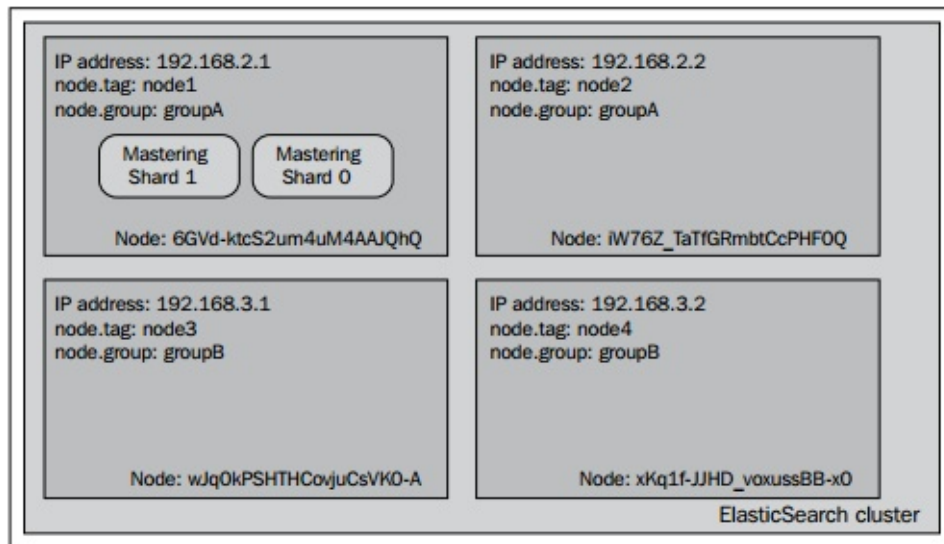 IP address: 192.168.2.1
node.tag: node1
node.group: groupA
Mastering
Shard 1
Mastering
Shard 0
Node: 6GVd-ktcS2um4uM4AAJQhQ
IP address: 192.168.2.2
node.tag: node2
node.group: groupA
Node: iW76Z_TaTfGRmbtCcPHF0Q
IP address: 192.168.3.1
node.tag: node3
node.group: groupB
Node: wJq0kPSHTHCovjuCsVK0-A
IP address: 192.168.3.2
node.tag: node4
node.group: groupB
Node: xKq1f-JJHD_voxussBB-x0
ElasticSearch cluster